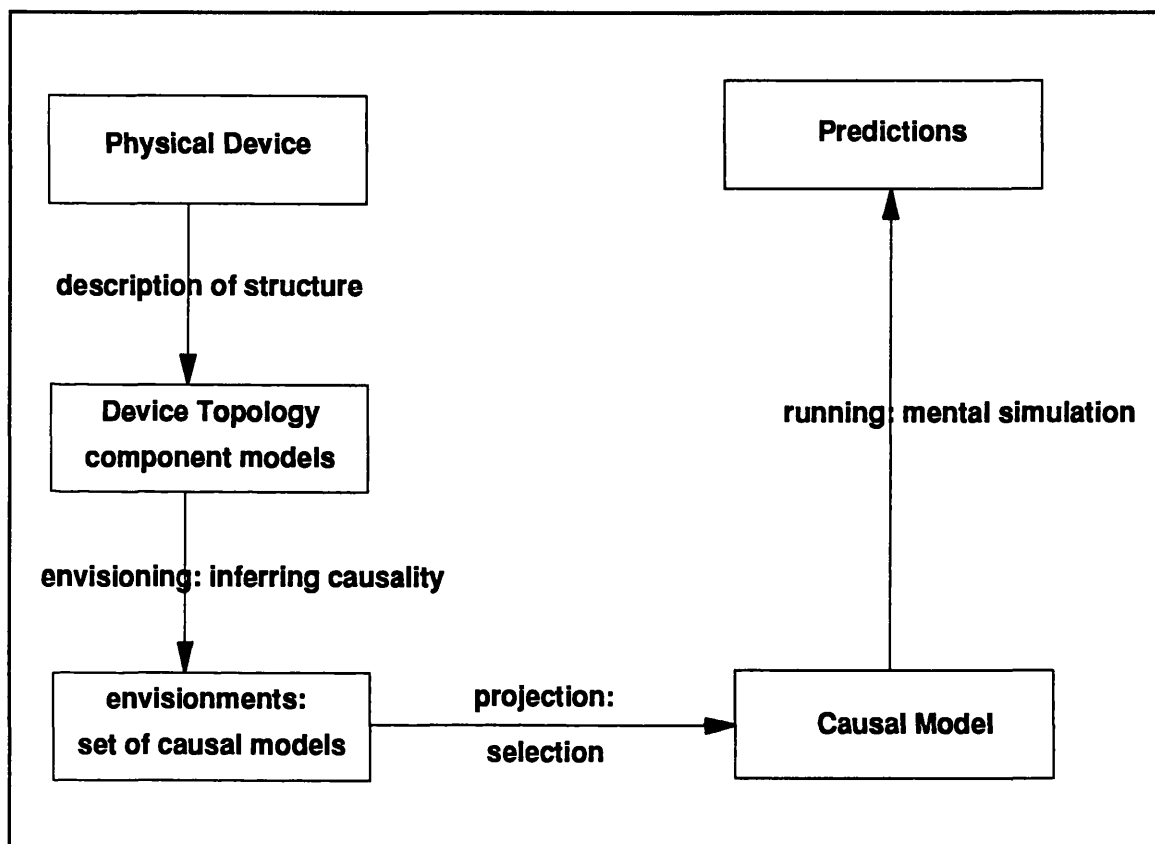 Physical Device
description of structure
Device Topology
component models
envisioning: inferring causality
envisionments:
set of causal models
projection:
selection
Causal Model
running: mental simulation
Predictions